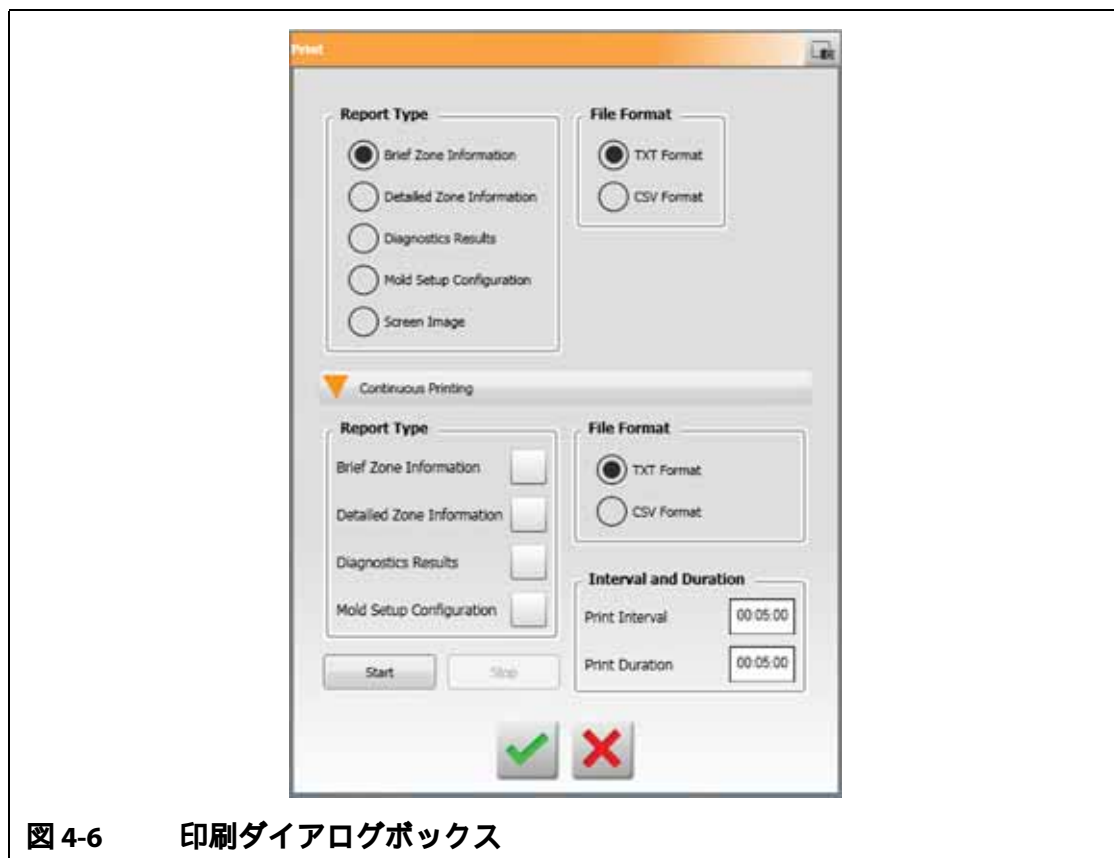 Print
Report Type
Brief Zone Information
Detailed Zone Information
Diagnostics Results
Mold Setup Configuration
Screen Image
File Format
TXT Format
CSV Format
Continuous Printing
Report Type
Brief Zone Information
Detailed Zone Information
Diagnostics Results
Mold Setup Configuration
File Format
TXT Format
CSV Format
Interval and Duration
Print Interval 00:05:00
Print Duration 00:05:00
Start Stop
図 4-6 印刷ダイアログボックス